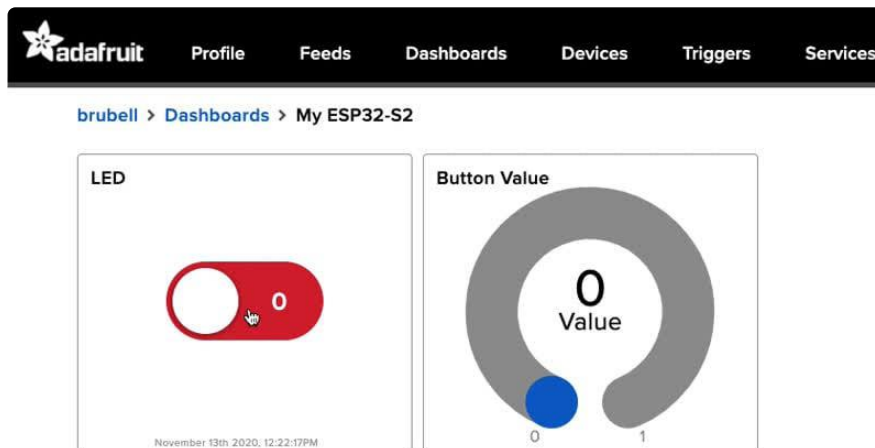 adafruit Profile Feeds Dashboards Devices Triggers Services
brubell > Dashboards > My ESP32-S2
LED
0
November 13th 2020, 12:22:17PM
Button Value
0
Value
0 1